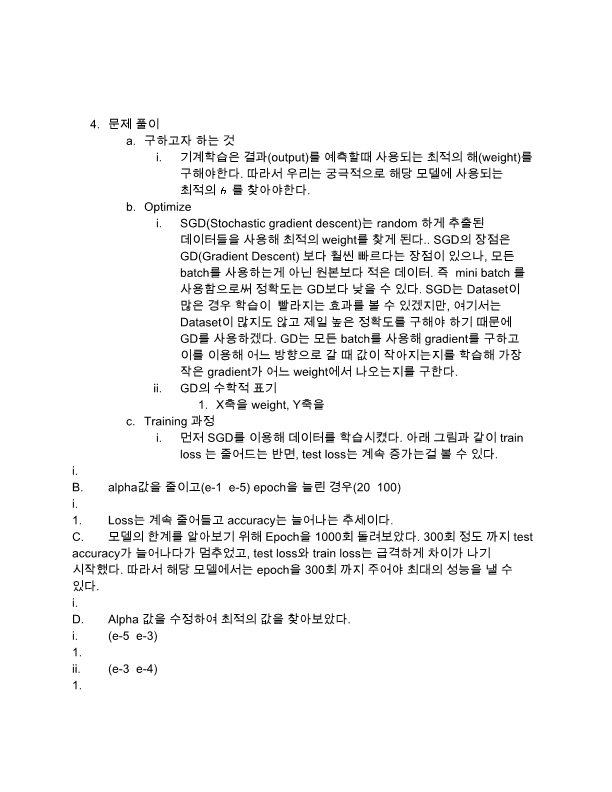 4. 문제 풀이
a. 구하고자 하는 것
i. 기계학습은 결과(output)를 예측할때 사용되는 최적의 해(weight)를
구해야한다. 따라서 우리는 궁극적으로 해당 모델에 사용되는
최적의 를 찾아야한다.
b. Optimize
i. SGD(Stochastic gradient descent)는 random 하게 추출된
데이터들을 사용해 최적의 weight를 찾게 된다.. SGD의 장점은
GD(Gradient Descent) 보다 훨씬 빠르다는 장점이 있으나, 모든
batch를 사용하는게 아닌 원본보다 적은 데이터. 즉 mini batch 를
사용함으로써 정확도는 GD보다 낮을 수 있다. SGD는 Dataset이
많은 경우 학습이 빨라지는 효과를 볼 수 있겠지만, 여기서는
Dataset이 많지도 않고 제일 높은 정확도를 구해야 하기 때문에
GD를 사용하겠다. GD는 모든 batch를 사용해 gradient를 구하고
이를 이용해 어느 방향으로 갈 때 값이 작아지는지를 학습해 가장
작은 gradient가 어느 weight에서 나오는지를 구한다.
ii. GD의 수학적 표기
1. X축을 weight, Y축을
c. Training 과정
i. 먼저 SGD를 이용해 데이터를 학습시켰다. 아래 그림과 같이 train
loss 는 줄어드는 반면, test loss는 계속 증가는걸 볼 수 있다.
i.
B. alpha값을 줄이고(e-1 e-5) epoch을 늘린 경우(20 100)
i.
1. Loss는 계속 줄어들고 accuracy는 늘어나는 추세이다.
C. 모델의 한계를 알아보기 위해 Epoch을 1000회 돌려보았다. 300회 정도 까지 test
accuracy가 늘어나다가 멈추었고, test loss와 train loss는 급격하게 차이가 나기
시작했다. 따라서 해당 모델에서는 epoch을 300회 까지 주어야 최대의 성능을 낼 수
있다.
i.
D. Alpha 값을 수정하여 최적의 값을 찾아보았다.
i. (e-5 e-3)
1.
ii. (e-3 e-4)
1.